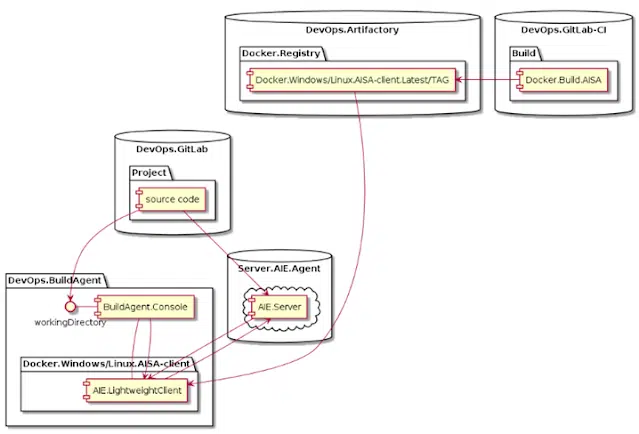 DevOps.Artifactory
DevOps.GitLab-CI
Docker.Registry
Build
Docker.Windows/Linux.AISA-client.Latest/TAG
Docker.Build.AISA
DevOps.GitLab
Project
source code
Server.AIE.Agent
DevOps.BuildAgent
BuildAgent.Console
AIE.Server
workingDirectory
Docker.Windows/Linux.AISA-client
AIE.LightweightClient